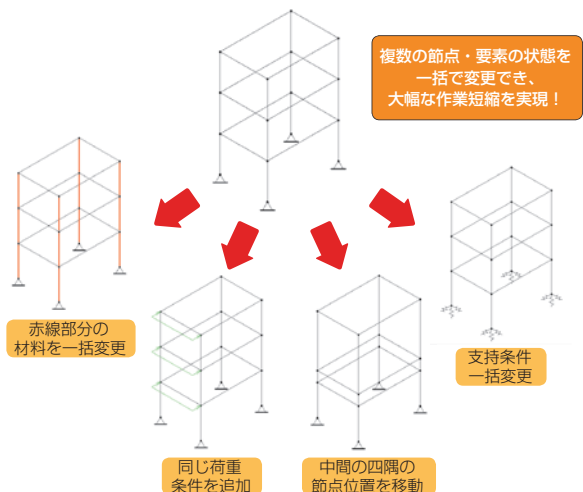 複数の節点・要素の状態を
一括で変更でき、
大幅な作業短縮を実現！
赤線部分の
材料を一括変更
支持条件
一括変更
同じ荷重
条件を追加
中間の四隅の
節点位置を移動